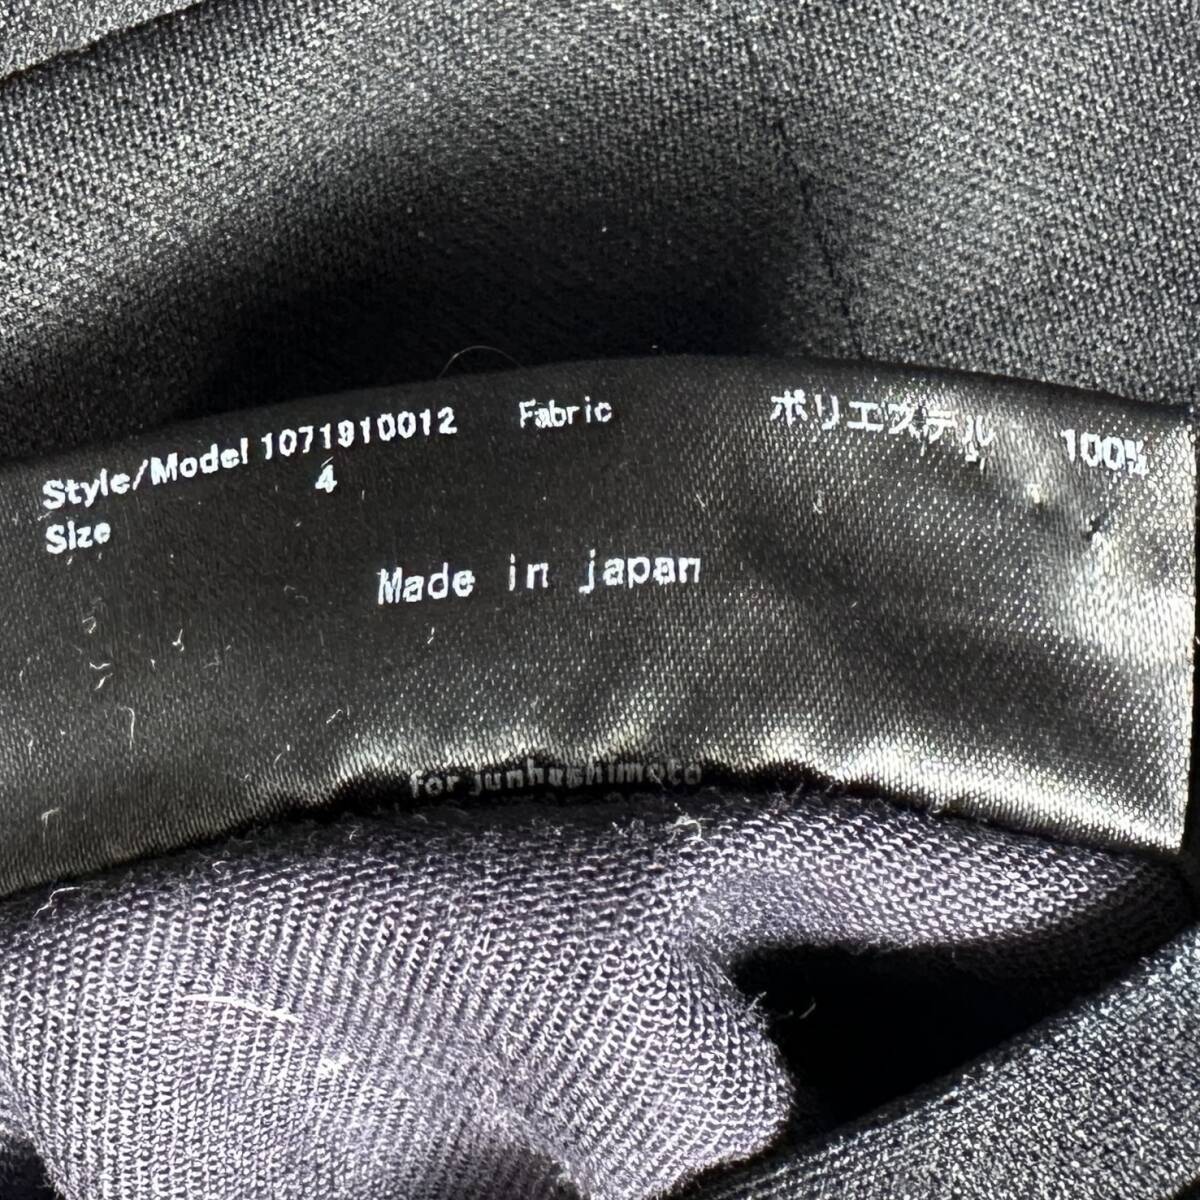 Style/Model 1071910012 Fabric ポリエステル 100%
Size 4
Made in japan
for junhashimoto